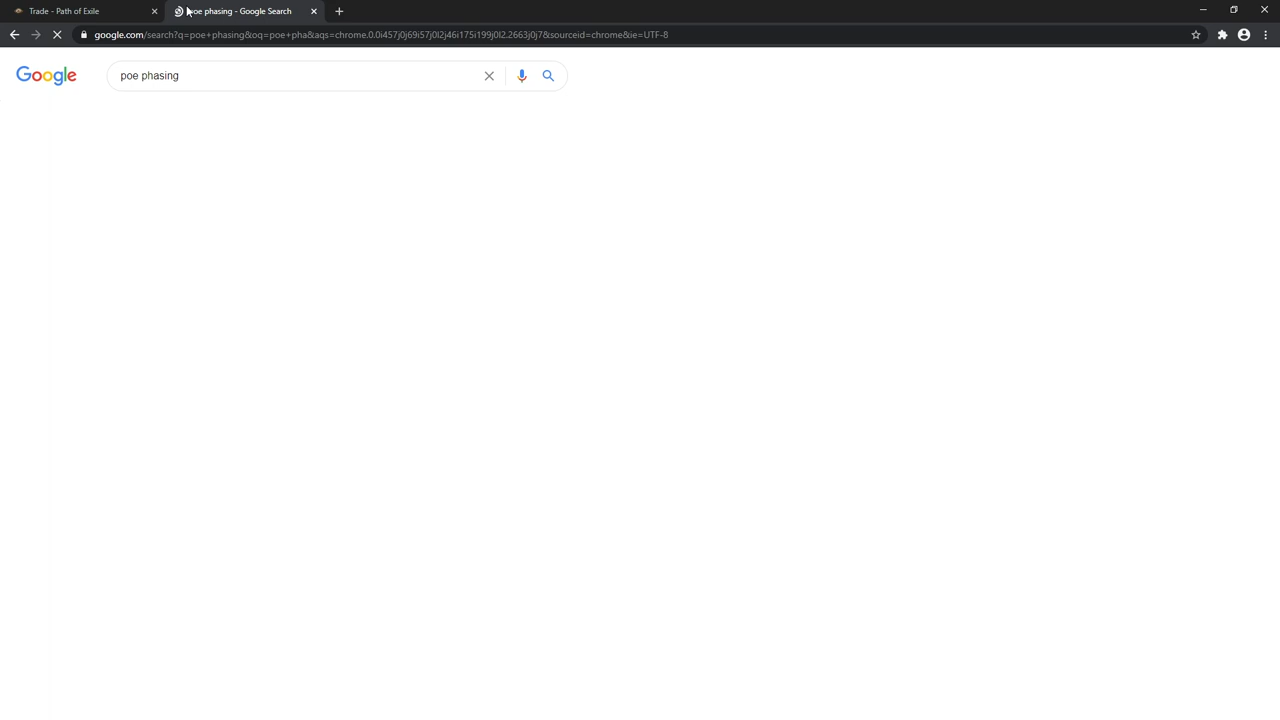 Trade - Path of Exile
poe phasing - Google Search
google.com/search?q=poe+phasing&oq=poe+pha&aqs=chrome.0.0i457j0j69i57j0l2j46i175i199j0l2.2663j0j7&sourceid=chrome&ie=UTF-8
Google
poe phasing